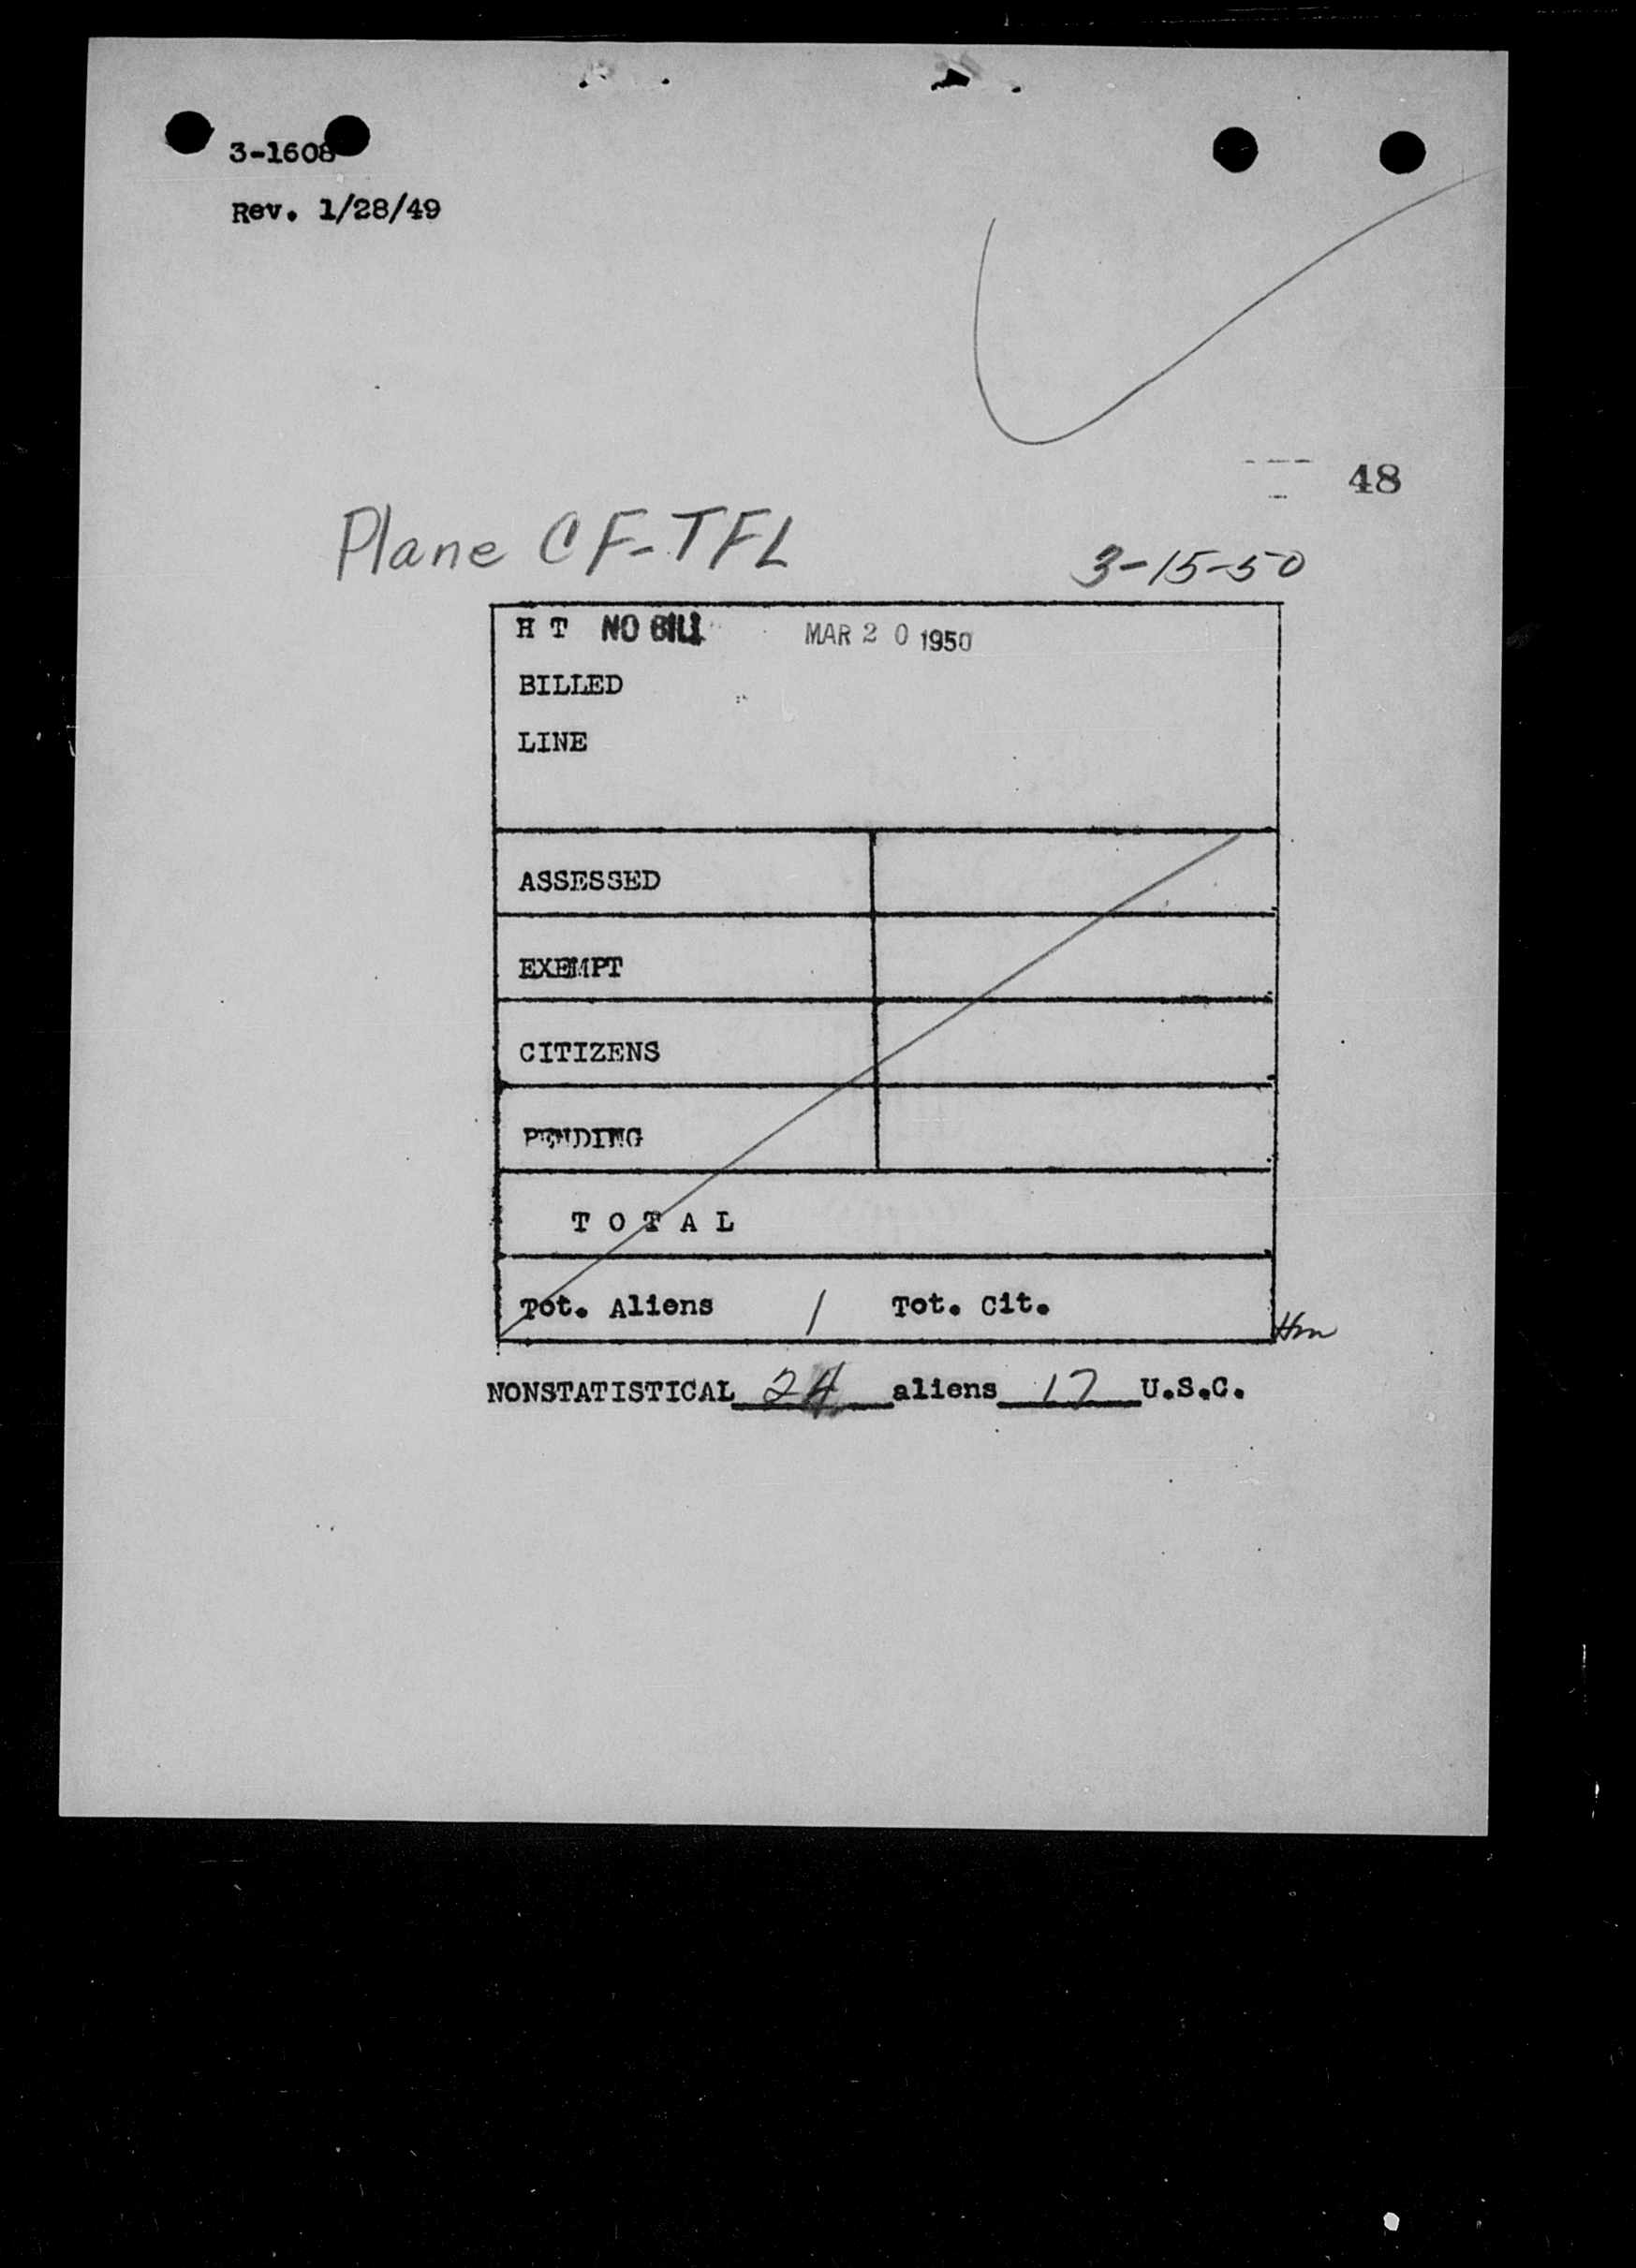 3-1608
Rev. 1/28/49
48
Plane CF-TFL
3-15-50
H T NO BILL MAR 20 1950
BILLED
LINE
ASSESSED
EXEMPT
CITIZENS
PENDING
T O T A L
Tot. Aliens / Tot. Cit.
Hm
NONSTATISTICAL 24 aliens 17 U.S.C.